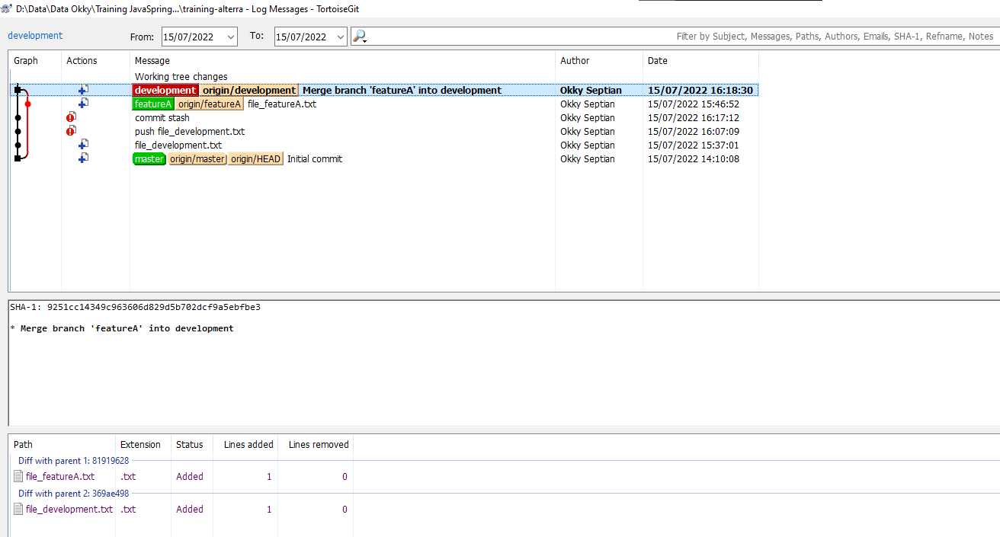 D:\Data\Data Okky\Training JavaSpring...\training-alterra - Log Messages - TortoiseGit
development From: 15/07/2022 To: 15/07/2022 Filter by Subject, Messages, Paths, Authors, Emails, SHA-1, Refname, Notes
Graph Actions Message Author Date
Working tree changes
development origin/development Merge branch 'featureA' into development Okky Septian 15/07/2022 16:18:30
featureA origin/featureA file_featureA.txt Okky Septian 15/07/2022 15:46:52
commit stash Okky Septian 15/07/2022 16:17:12
push file_development.txt Okky Septian 15/07/2022 16:07:09
file_development.txt Okky Septian 15/07/2022 15:37:01
master origin/master origin/HEAD Initial commit Okky Septian 15/07/2022 14:10:08
SHA-1: 9251cc14349c963606d829d5b702dcf9a5ebfbe3
* Merge branch 'featureA' into development
Path Extension Status Lines added Lines removed
Diff with parent 1: 81919628
file_featureA.txt .txt Added 1 0
Diff with parent 2: 369ae498
file_development.txt .txt Added 1 0